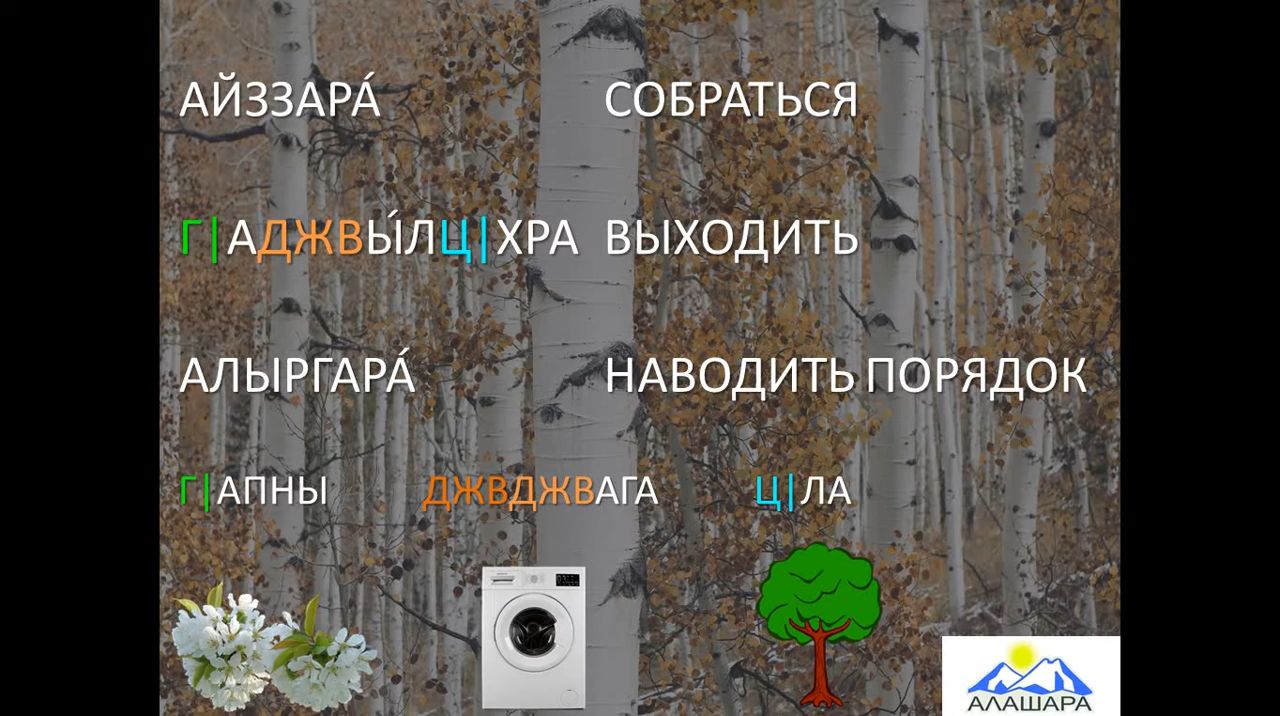 АЙЗЗАРА́ СОБРАТЬСЯ
Г|АДЖВЫ́ЛЦ|ХРА ВЫХОДИТЬ
АЛЫРГАРА́ НАВОДИТЬ ПОРЯДОК
Г|АПНЫ ДЖВДЖВАГА Ц|ЛА
АЛАШАРА